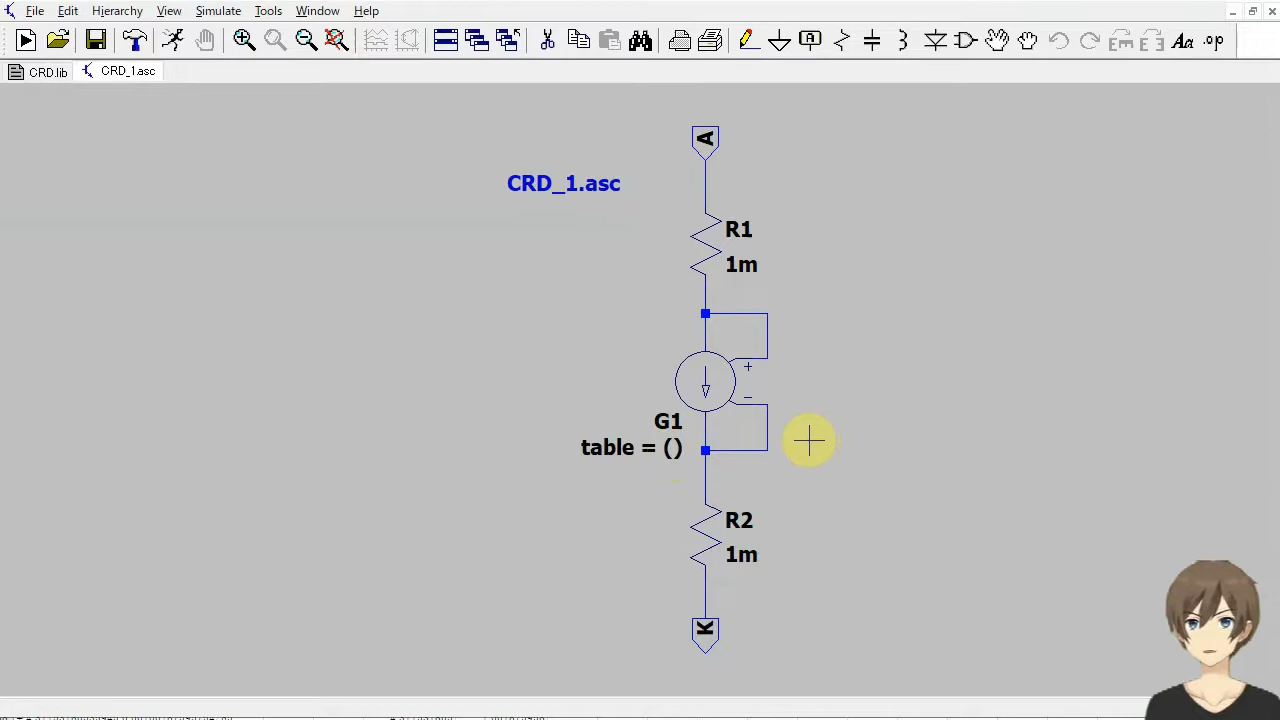 File Edit Hierarchy View Simulate Tools Window Help
.op
CRD.lib CRD_1.asc
A
CRD_1.asc
R1
1m
+
−
G1
table = ()
R2
1m
K